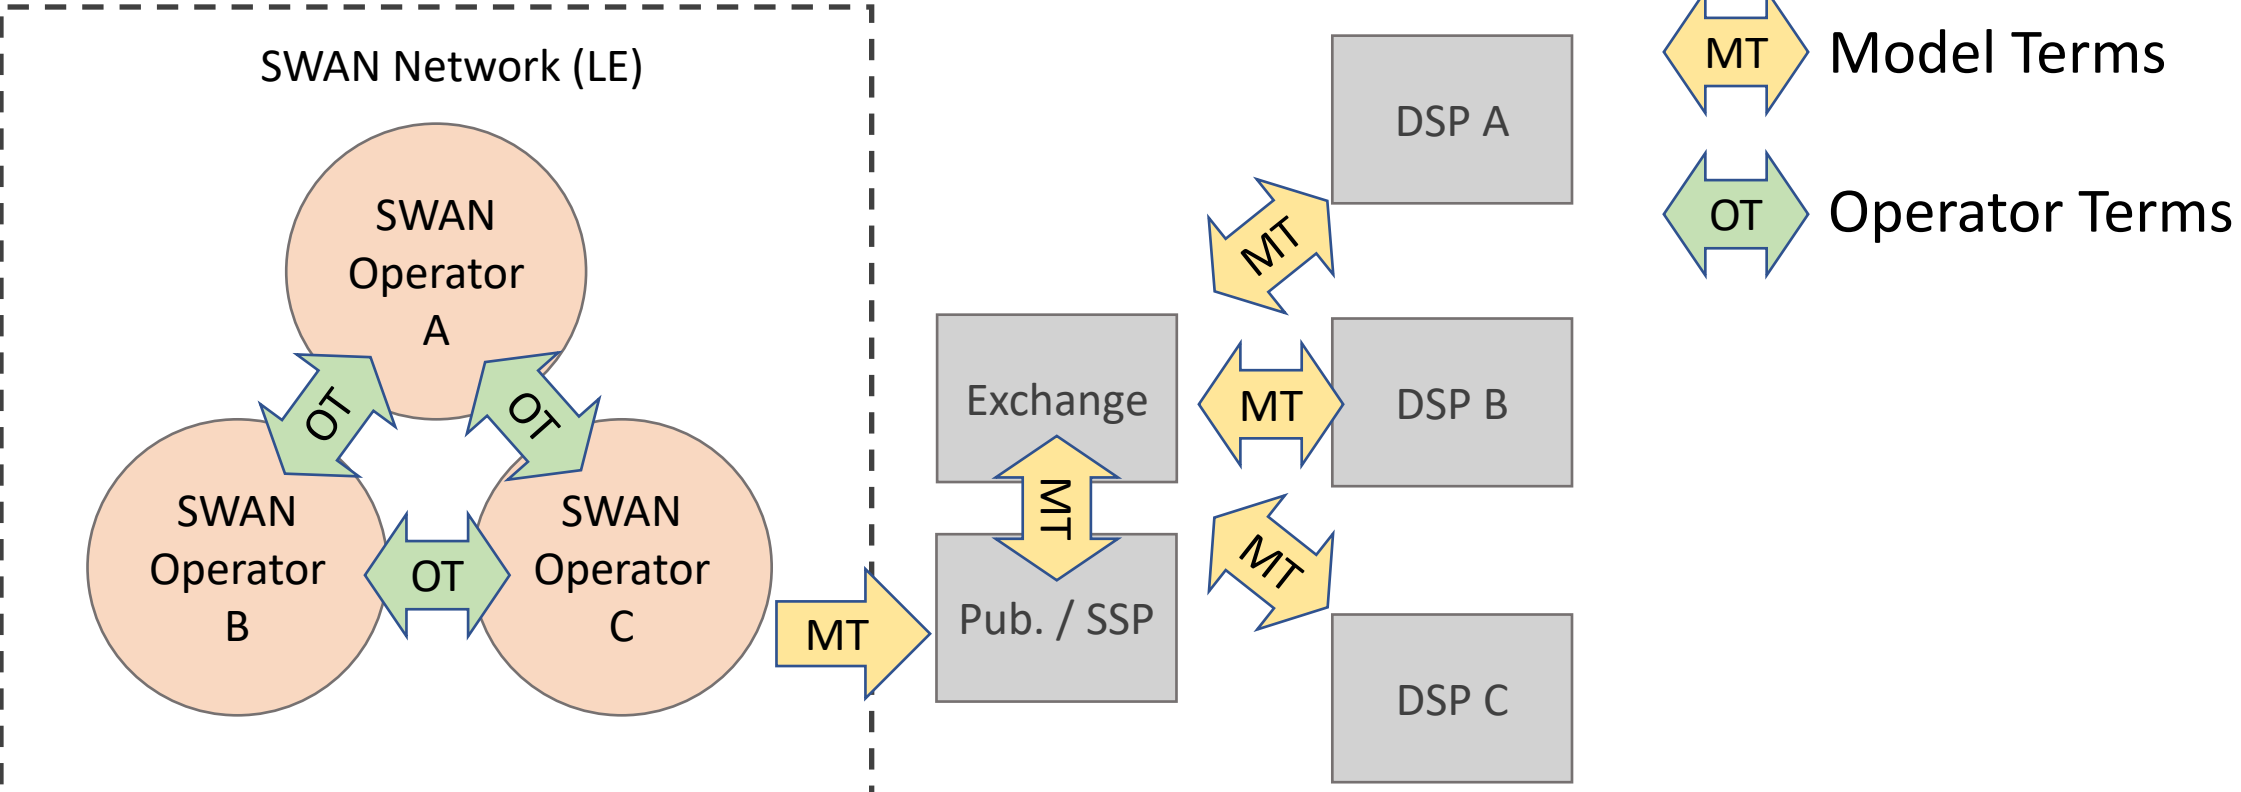 SWAN Network (LE)
SWAN
Operator
A
OT
OT
SWAN
Operator
B
OT
SWAN
Operator
C
MT
Exchange
MT
Pub. / SSP
MT
MT
MT
DSP A
DSP B
DSP C
MT Model Terms
OT Operator Terms